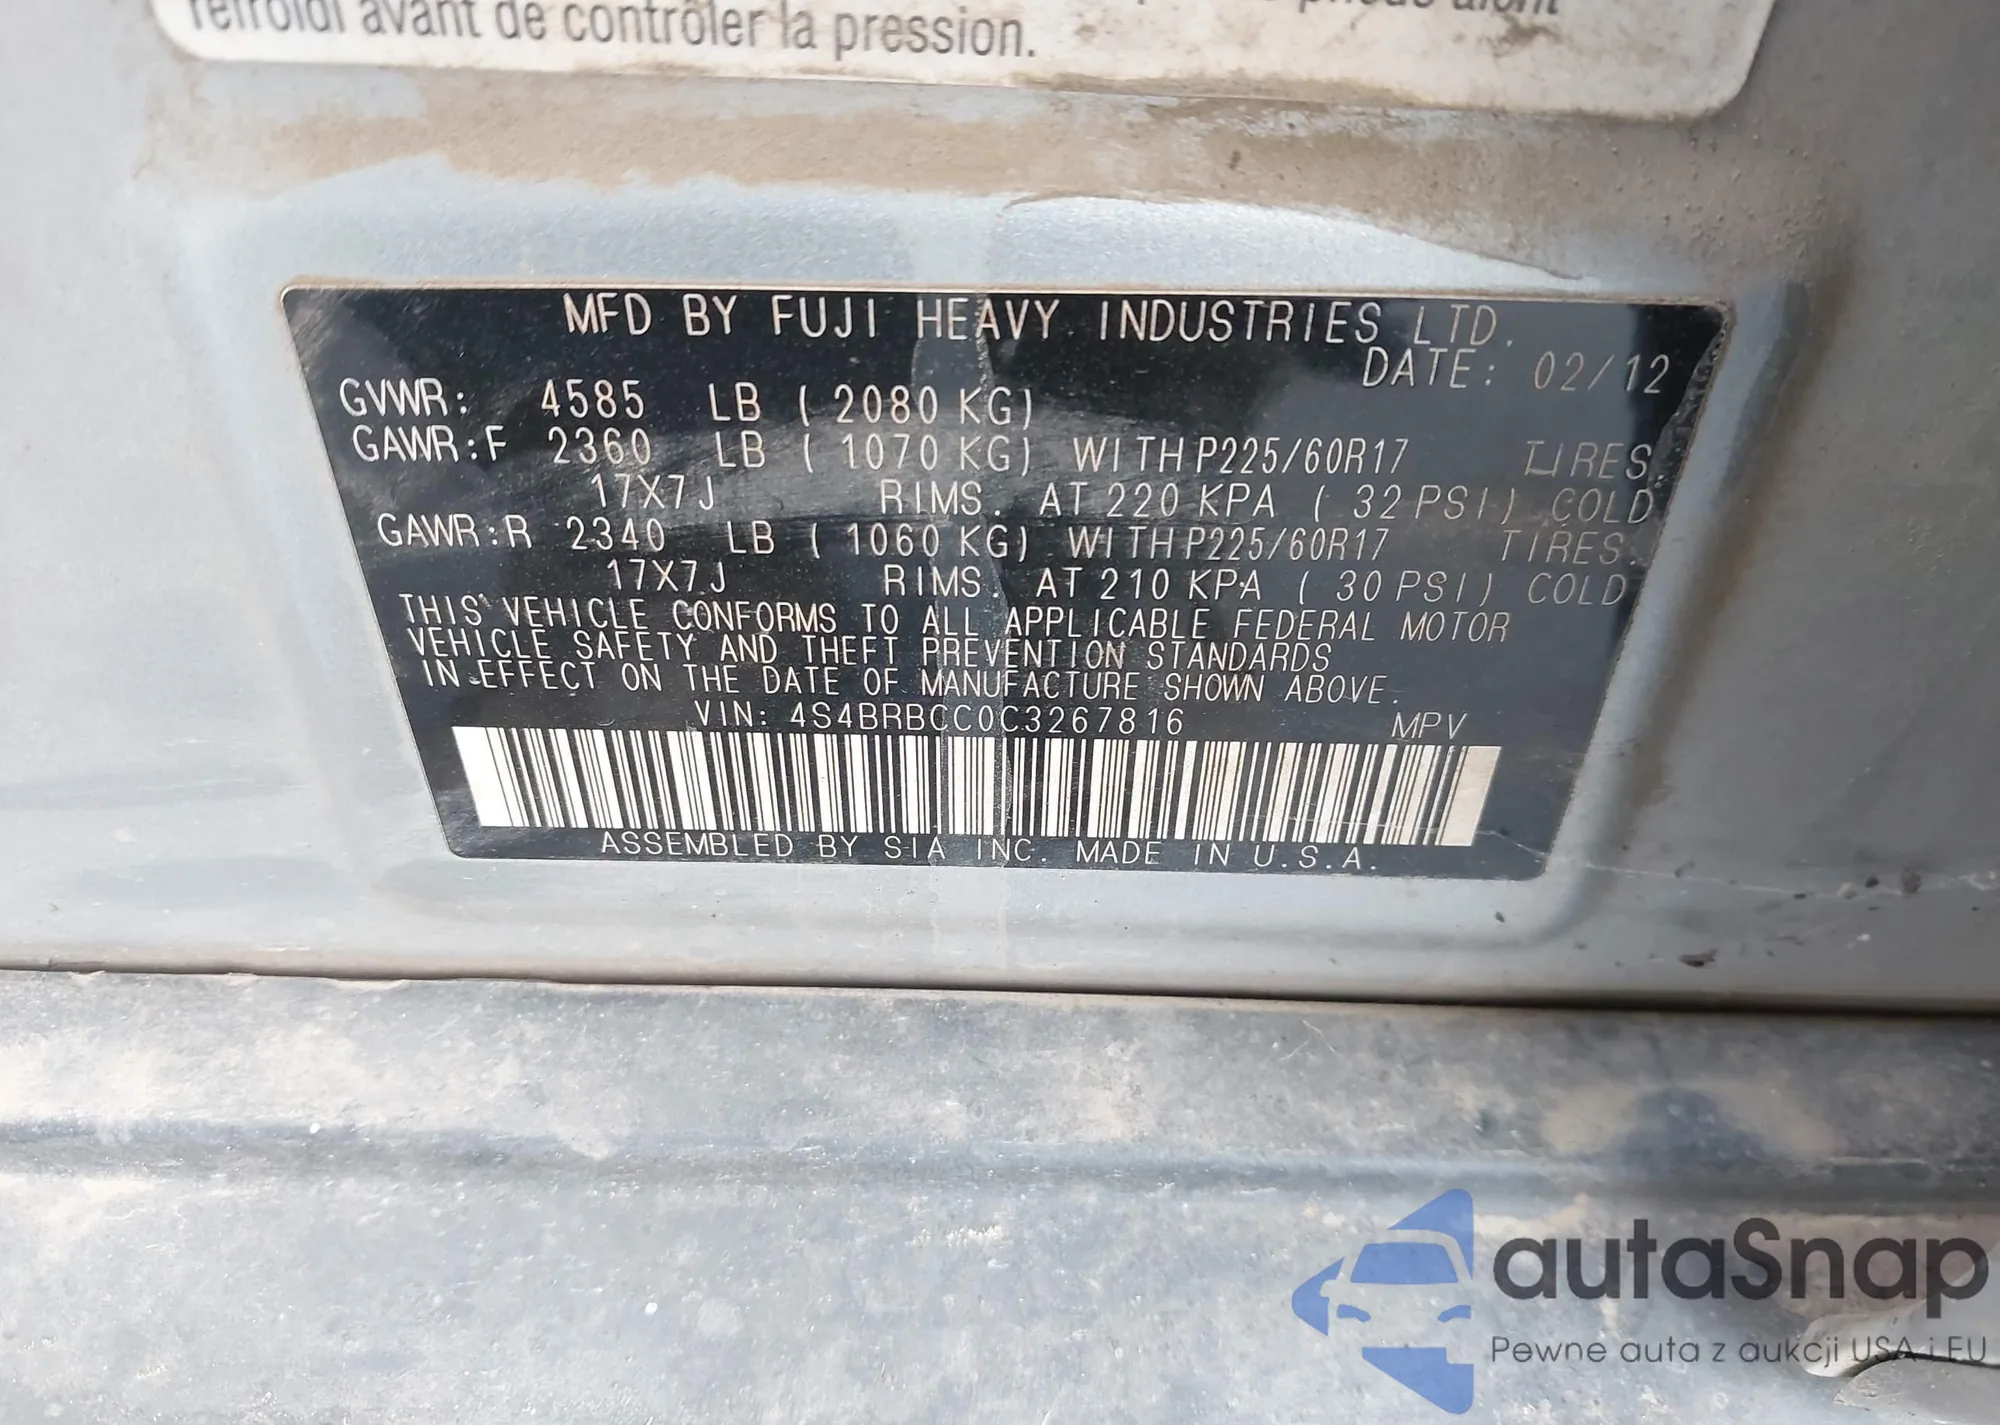 refroidi avant de contrôler la pression.
MFD BY FUJI HEAVY INDUSTRIES LTD.
DATE: 02/12
GVWR: 4585 LB ( 2080 KG)
GAWR:F 2360 LB ( 1070 KG) WITH P225/60R17 TIRES.
17X7J RIMS. AT 220 KPA ( 32 PSI) COLD
GAWR:R 2340 LB ( 1060 KG) WITH P225/60R17 TIRES.
17X7J RIMS. AT 210 KPA ( 30 PSI) COLD
THIS VEHICLE CONFORMS TO ALL APPLICABLE FEDERAL MOTOR
VEHICLE SAFETY AND THEFT PREVENTION STANDARDS
IN EFFECT ON THE DATE OF MANUFACTURE SHOWN ABOVE.
VIN: 4S4BRBCC0C3267816 MPV
ASSEMBLED BY SIA INC. MADE IN U.S.A.
autaSnap
Pewne auta z aukcji USA i EU